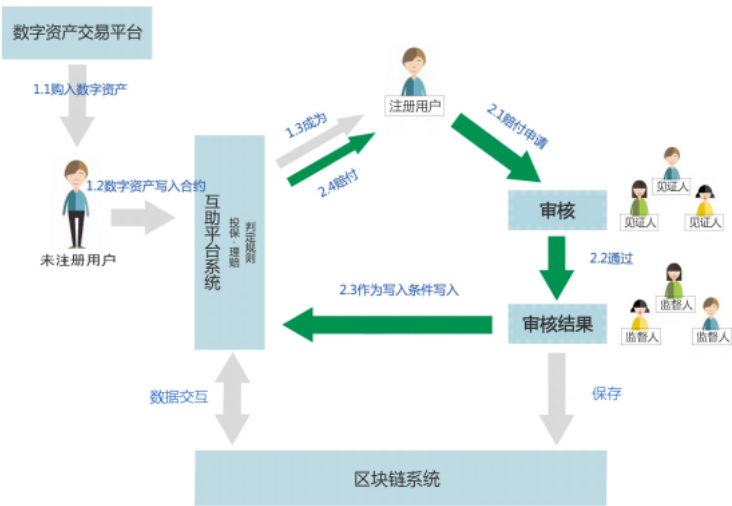 数字资产交易平台
1.1购入数字资产
未注册用户
1.2数字资产写入合约
互助平台系统
投保·理赔
判定规则
1.3成为
2.4赔付
注册用户
2.1赔付申请
审核
见证人
见证人
见证人
2.2通过
审核结果
监督人
监督人
监督人
2.3作为写入条件写入
数据交互
保存
区块链系统